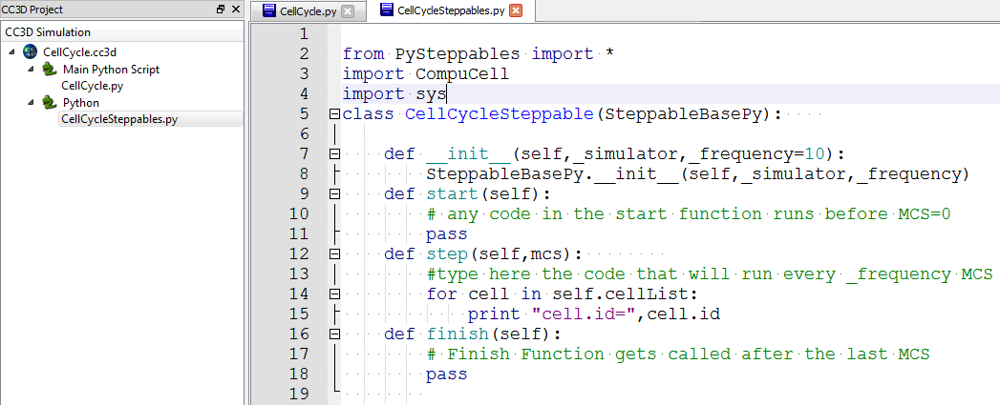 CC3D Project
CC3D Simulation
CellCycle.cc3d
Main Python Script
CellCycle.py
Python
CellCycleSteppables.py
CellCycle.py CellCycleSteppables.py
1
2 from PySteppables import *
3 import CompuCell
4 import sys
5 class CellCycleSteppable(SteppableBasePy):
6
7 def __init__(self,_simulator,_frequency=10):
8 SteppableBasePy.__init__(self,_simulator,_frequency)
9 def start(self):
10 # any code in the start function runs before MCS=0
11 pass
12 def step(self,mcs):
13 #type here the code that will run every _frequency MCS
14 for cell in self.cellList:
15 print "cell.id=",cell.id
16 def finish(self):
17 # Finish Function gets called after the last MCS
18 pass
19